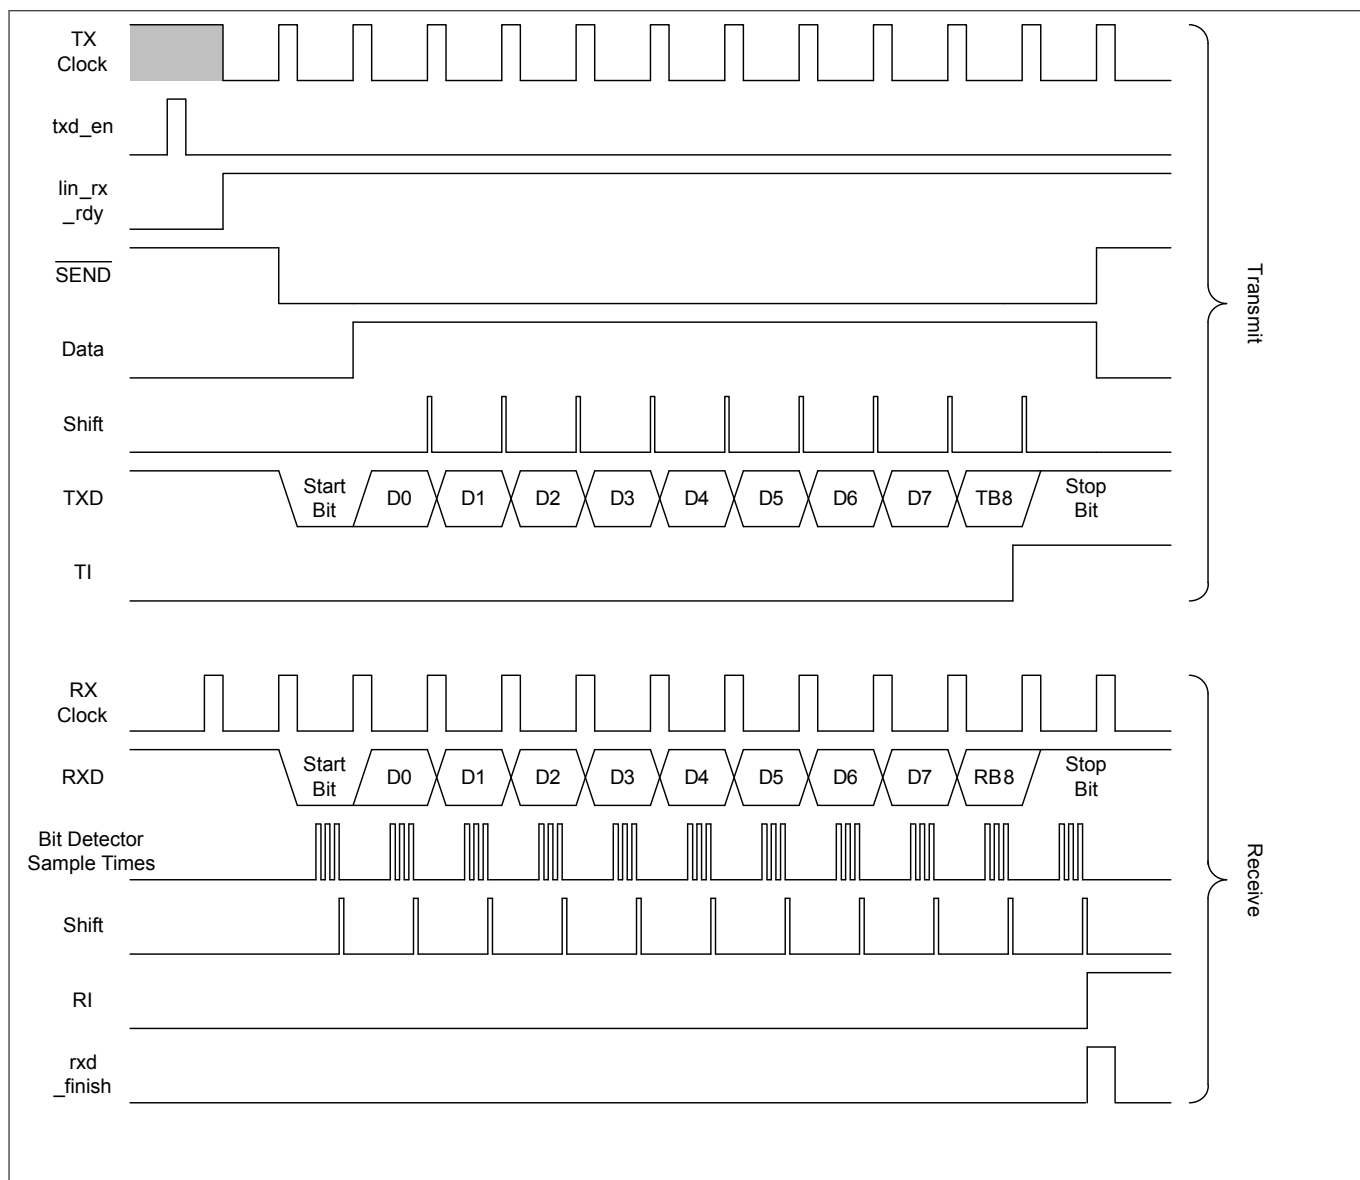 TX
Clock
txd_en
lin_rx
_rdy
SEND
Data
Shift
TXD
Start
Bit
D0
D1
D2
D3
D4
D5
D6
D7
TB8
Stop
Bit
TI
Transmit
RX
Clock
RXD
Start
Bit
D0
D1
D2
D3
D4
D5
D6
D7
RB8
Stop
Bit
Bit Detector
Sample Times
Shift
RI
rxd
_finish
Receive